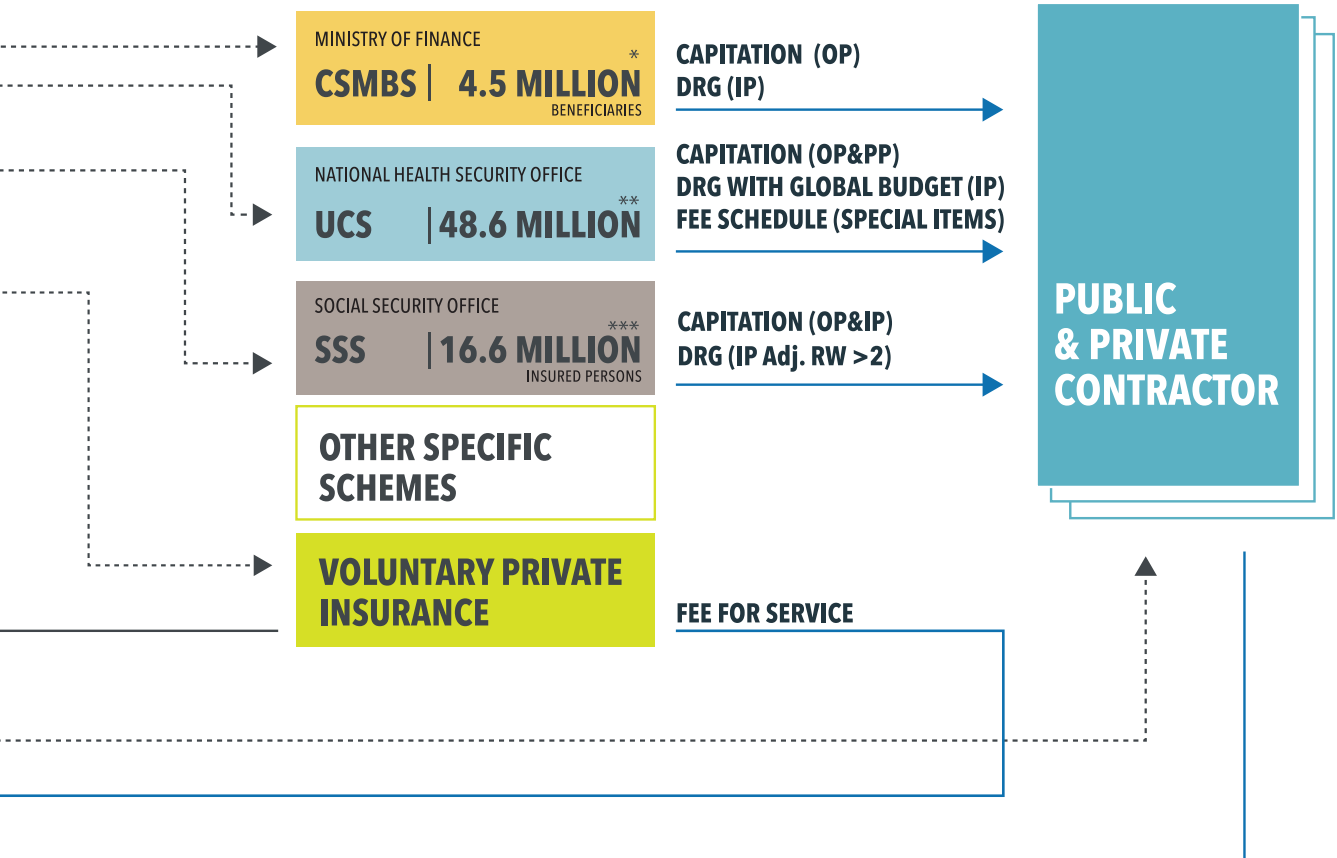 MINISTRY OF FINANCE
*
CSMBS | 4.5 MILLION
BENEFICIARIES
CAPITATION (OP)
DRG (IP)
NATIONAL HEALTH SECURITY OFFICE
**
UCS | 48.6 MILLION
CAPITATION (OP&PP)
DRG WITH GLOBAL BUDGET (IP)
FEE SCHEDULE (SPECIAL ITEMS)
SOCIAL SECURITY OFFICE
***
SSS | 16.6 MILLION
INSURED PERSONS
CAPITATION (OP&IP)
DRG (IP Adj. RW >2)
PUBLIC
& PRIVATE
CONTRACTOR
OTHER SPECIFIC
SCHEMES
VOLUNTARY PRIVATE
INSURANCE
FEE FOR SERVICE